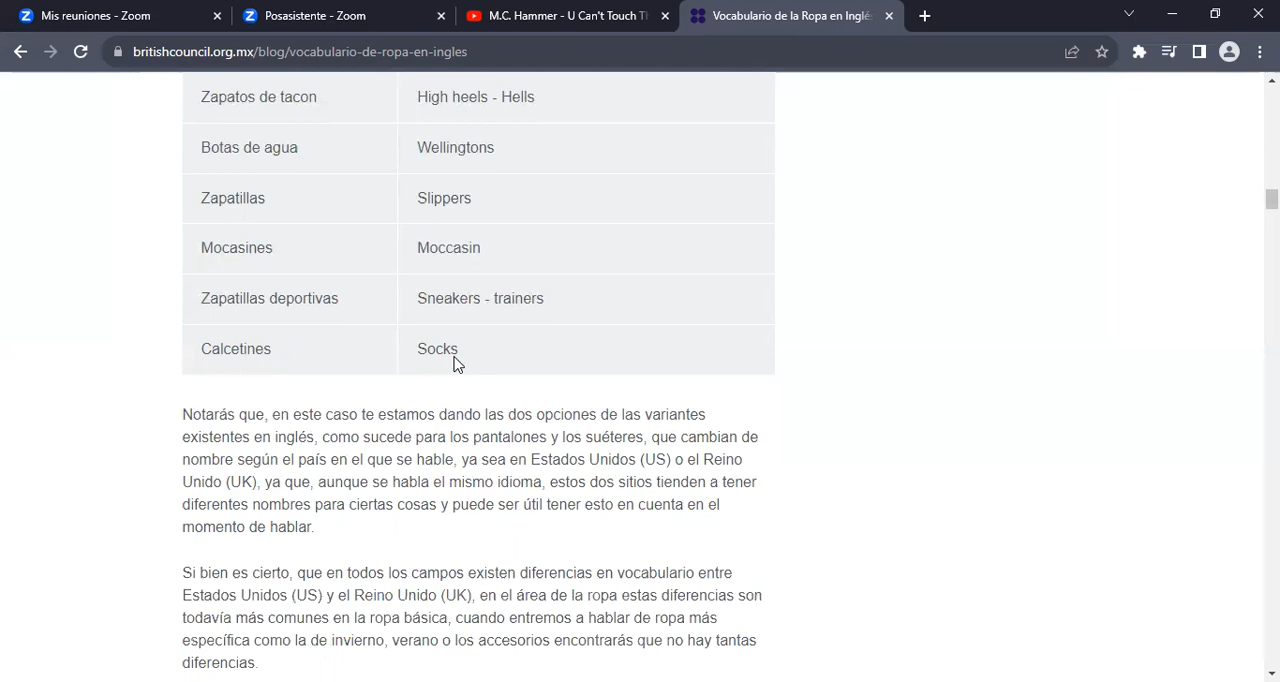 Mis reuniones - Zoom
Posasistente - Zoom
M.C. Hammer - U Can't Touch Th
Vocabulario de la Ropa en Inglés
britishcouncil.org.mx/blog/vocabulario-de-ropa-en-ingles
Zapatos de tacon High heels - Hells
Botas de agua Wellingtons
Zapatillas Slippers
Mocasines Moccasin
Zapatillas deportivas Sneakers - trainers
Calcetines Socks
Notarás que, en este caso te estamos dando las dos opciones de las variantes
existentes en inglés, como sucede para los pantalones y los suéteres, que cambian de
nombre según el país en el que se hable, ya sea en Estados Unidos (US) o el Reino
Unido (UK), ya que, aunque se habla el mismo idioma, estos dos sitios tienden a tener
diferentes nombres para ciertas cosas y puede ser útil tener esto en cuenta en el
momento de hablar.
Si bien es cierto, que en todos los campos existen diferencias en vocabulario entre
Estados Unidos (US) y el Reino Unido (UK), en el área de la ropa estas diferencias son
todavía más comunes en la ropa básica, cuando entremos a hablar de ropa más
específica como la de invierno, verano o los accesorios encontrarás que no hay tantas
diferencias.